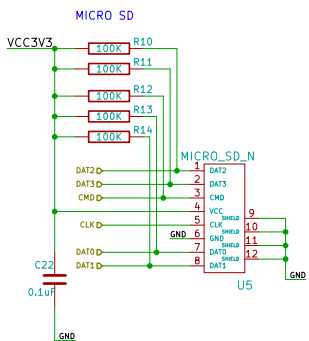 MICRO SD
VCC3V3
100K R10
100K R11
100K R12
100K R13
100K R14
MICRO_SD_N
DAT2 1 DAT2
DAT3 2 DAT3
CMD 3 CMD
4 VCC
CLK 5 CLK
GND 6 GND
DAT0 7 DAT0
DAT1 8 DAT1
SHIELD 9
SHIELD 10
SHIELD 11
SHIELD 12
C22
0.1uF
U5
GND
GND